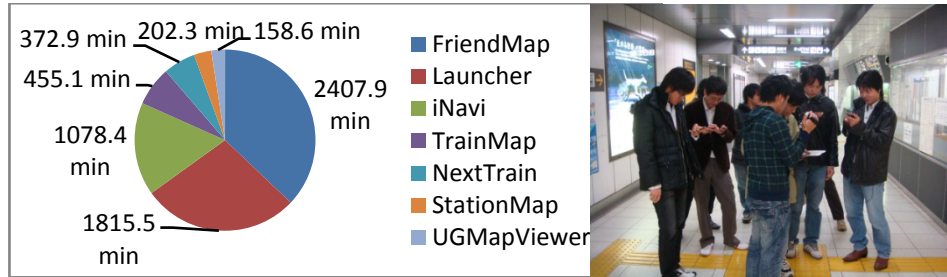 202.3 min
158.6 min
372.9 min
455.1 min
1078.4
min
1815.5
min
2407.9
min
FriendMap
Launcher
iNavi
TrainMap
NextTrain
StationMap
UGMapViewer